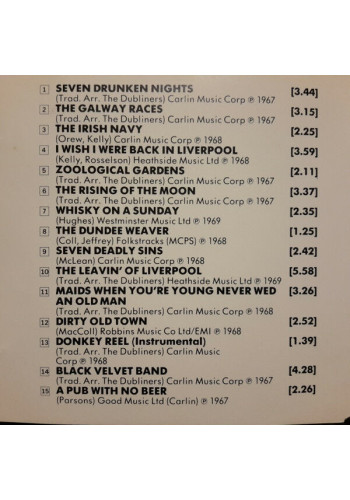 1 SEVEN DRUNKEN NIGHTS [3.44]
(Trad. Arr. The Dubliners) Carlin Music Corp ℗ 1967
2 THE GALWAY RACES [3.15]
(Trad. Arr. The Dubliners) Carlin Music Corp ℗ 1967
3 THE IRISH NAVY [2.25]
(Orew, Kelly) Carlin Music Corp ℗ 1968
4 I WISH I WERE BACK IN LIVERPOOL [3.59]
(Kelly, Rosselson) Heathside Music Ltd ℗ 1968
5 ZOOLOGICAL GARDENS [2.11]
(Trad. Arr. The Dubliners) Carlin Music Corp ℗ 1967
6 THE RISING OF THE MOON [3.37]
(Trad. Arr. The Dubliners) Carlin Music Corp ℗ 1967
7 WHISKY ON A SUNDAY [2.35]
(Hughes) Westminster Music Ltd ℗ 1969
8 THE DUNDEE WEAVER [1.25]
(Coll, Jeffrey) Folkstracks (MCPS) ℗ 1968
9 SEVEN DEADLY SINS [2.42]
(McLean) Carlin Music Corp ℗ 1968
10 THE LEAVIN' OF LIVERPOOL [5.58]
(Trad. Arr. The Dubliners) Heathside Music Ltd ℗ 1969
11 MAIDS WHEN YOU'RE YOUNG NEVER WED [3.26]
AN OLD MAN
(Trad. Arr. The Dubliners) Carlin Music Corp ℗ 1968
12 DIRTY OLD TOWN [2.52]
(MacColl) Robbins Music Co Ltd/EMI ℗ 1968
13 DONKEY REEL (Instrumental) [1.39]
(Trad. Arr. The Dubliners) Carlin Music
Corp ℗ 1968
14 BLACK VELVET BAND [4.28]
(Trad. Arr. The Dubliners) Carlin Music Corp ℗ 1967
15 A PUB WITH NO BEER [2.26]
(Parsons) Good Music Ltd (Carlin) ℗ 1967